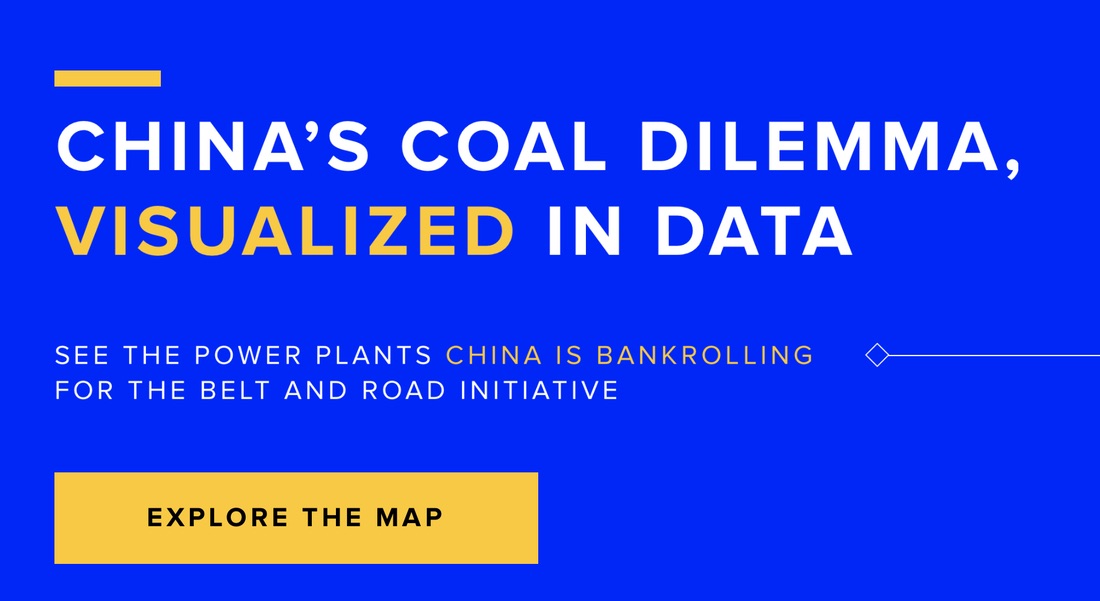 CHINA’S COAL DILEMMA,
VISUALIZED IN DATA
SEE THE POWER PLANTS CHINA IS BANKROLLING
FOR THE BELT AND ROAD INITIATIVE
EXPLORE THE MAP